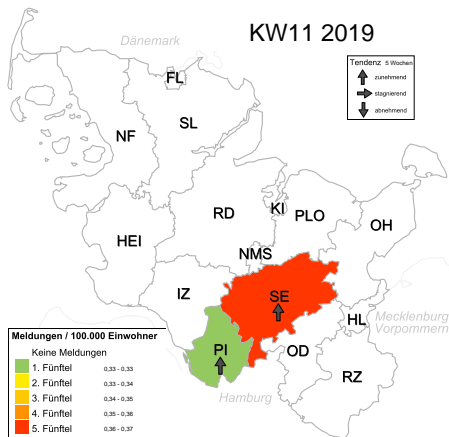 KW11 2019
Dänemark
Tendenz 5 Wochen
zunehmend
stagnierend
abnehmend
FL
SL
NF
RD
KI
PLO
OH
HEI
NMS
IZ
SE
HL
Mecklenburg
Vorpommern
PI
OD
RZ
Hamburg
Meldungen / 100.000 Einwohner
Keine Meldungen
1. Fünftel 0,33 - 0,33
2. Fünftel 0,33 - 0,34
3. Fünftel 0,34 - 0,35
4. Fünftel 0,35 - 0,36
5. Fünftel 0,36 - 0,37